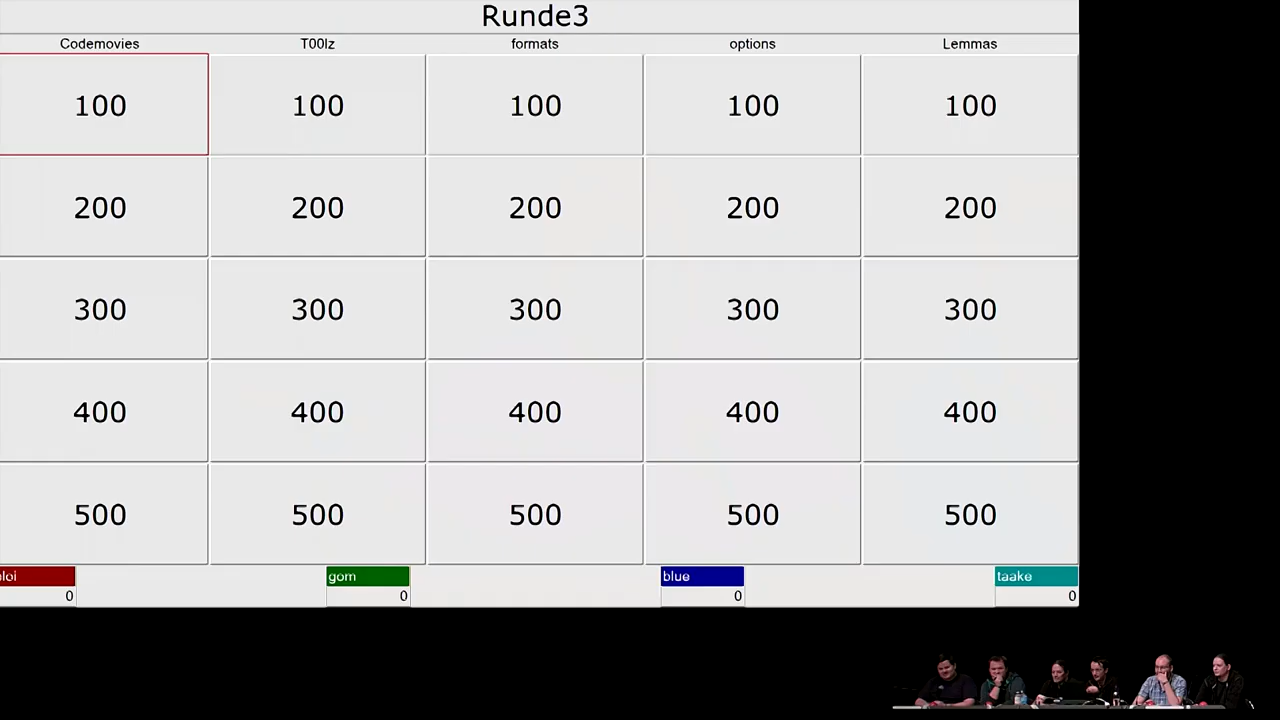 Runde3
Codemovies T00lz formats options Lemmas
100 100 100 100 100
200 200 200 200 200
300 300 300 300 300
400 400 400 400 400
500 500 500 500 500
loi gom blue taake
0 0 0 0